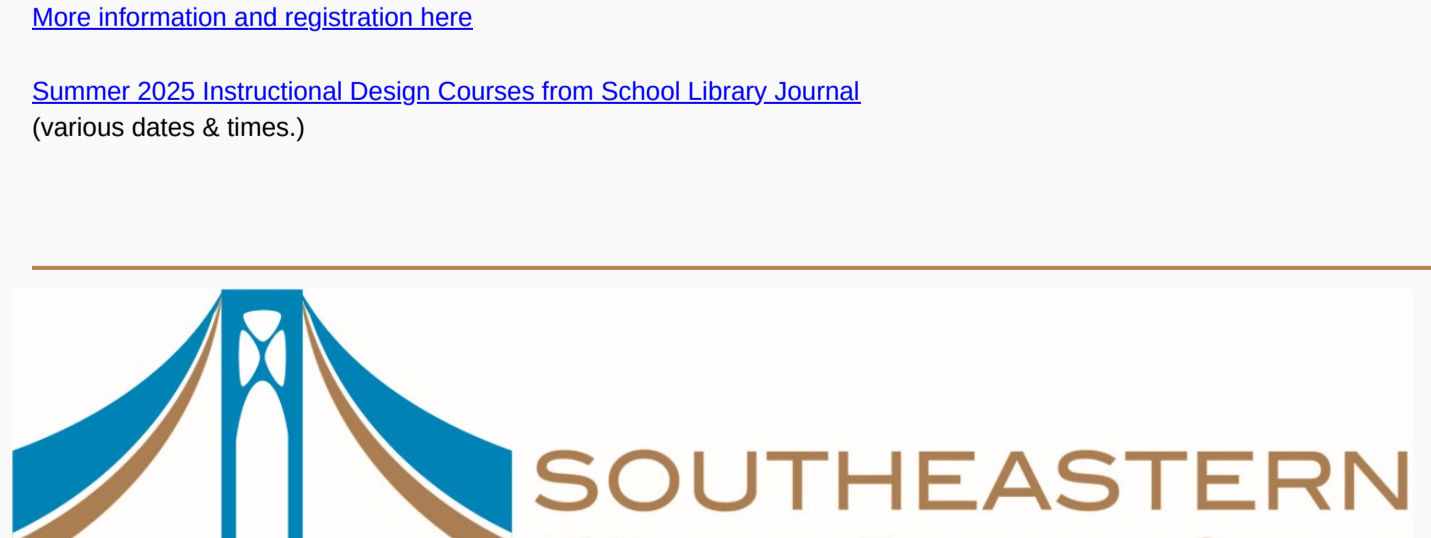 More information and registration here
Summer 2025 Instructional Design Courses from School Library Journal
(various dates & times.)
SOUTHEASTERN